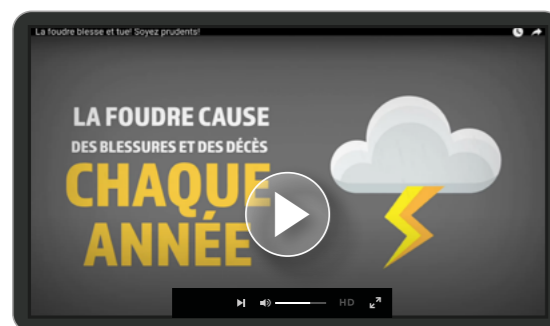 La foudre blesse et tue! Soyez prudents!
LA FOUDRE CAUSE
DES BLESSURES ET DES DÉCÈS
CHAQUE
ANNÉE
HD